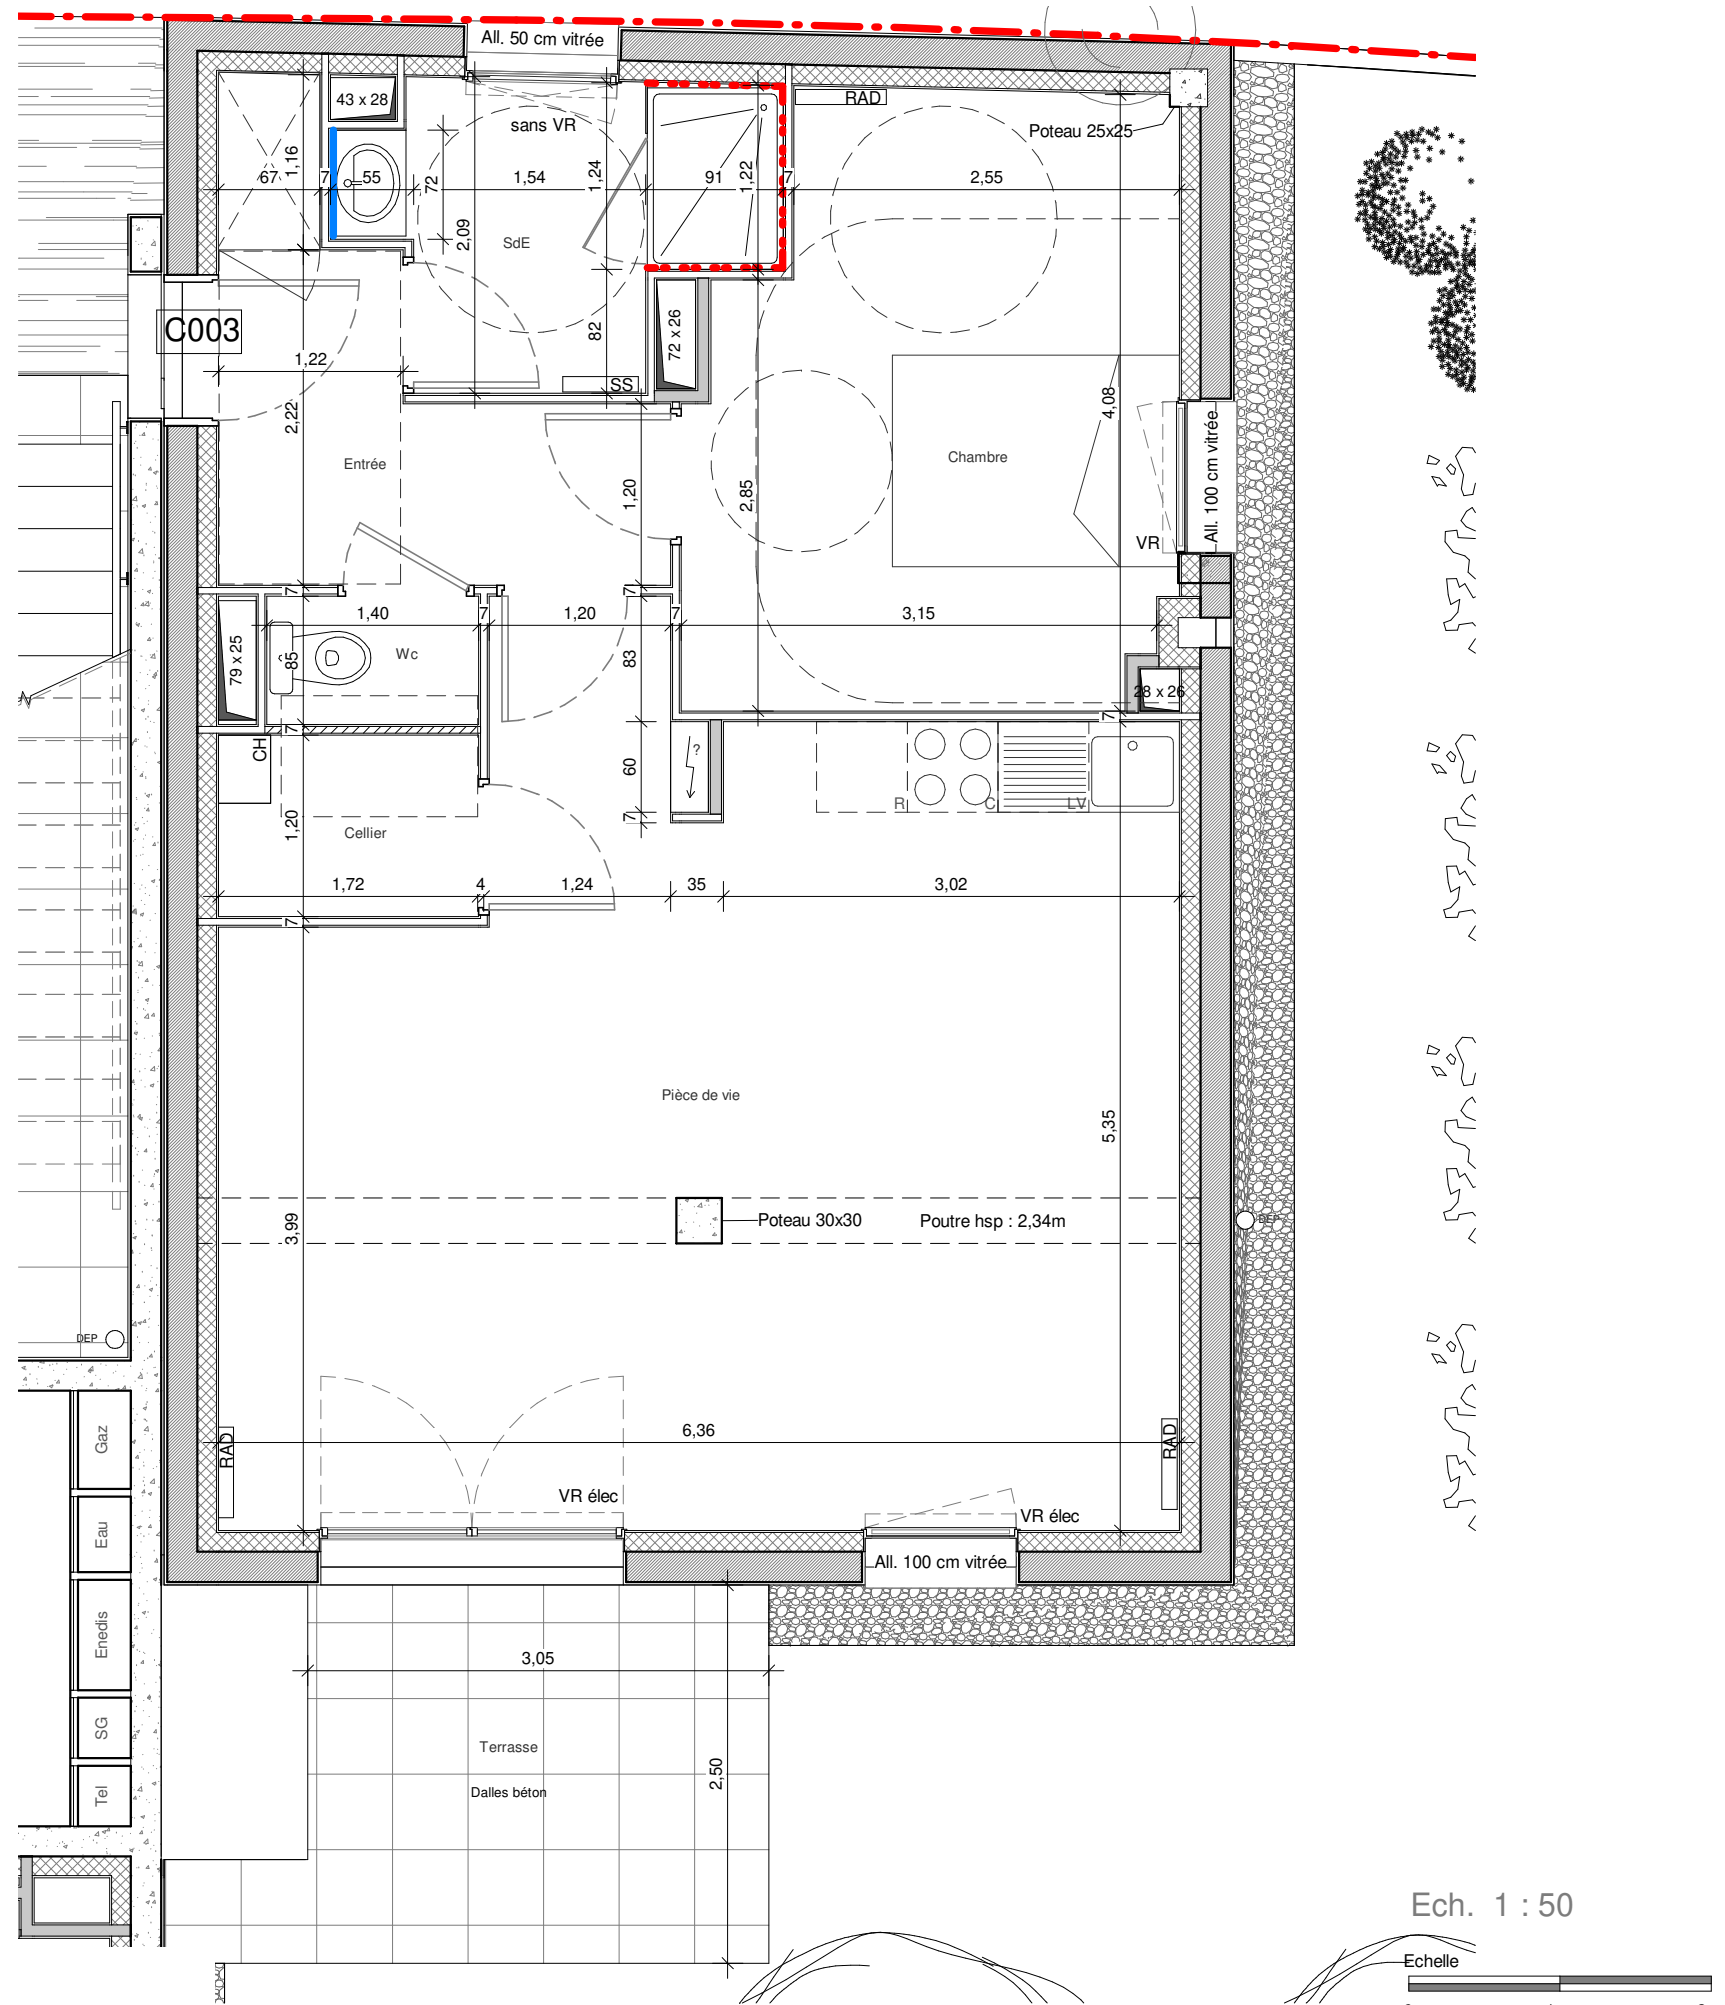 All. 50 cm vitrée
43 x 28
sans VR
RAD
Poteau 25x25
1,16
67
7
55
72
1,54
1,24
91
1,22
7
2,55
2,09
SdE
C003
1,22
82
72 x 26
SS
4,08
2,22
Entrée
1,20
2,85
Chambre
VR
All. 100 cm vitrée
7
7
1,40
7
1,20
7
3,15
79 x 25
85
Wc
83
28 x 26
7
7
CH
60
?
R
C
LV
1,20
Cellier
7
1,72
4
1,24
35
3,02
7
Pièce de vie
5,35
3,99
Poteau 30x30
Poutre hsp : 2,34m
DEP
DEP
Gaz
RAD
6,36
RAD
VR élec
VR élec
Eau
All. 100 cm vitrée
Enedis
3,05
SG
Terrasse
2,50
Tel
Dalles béton
Ech. 1 : 50
Echelle